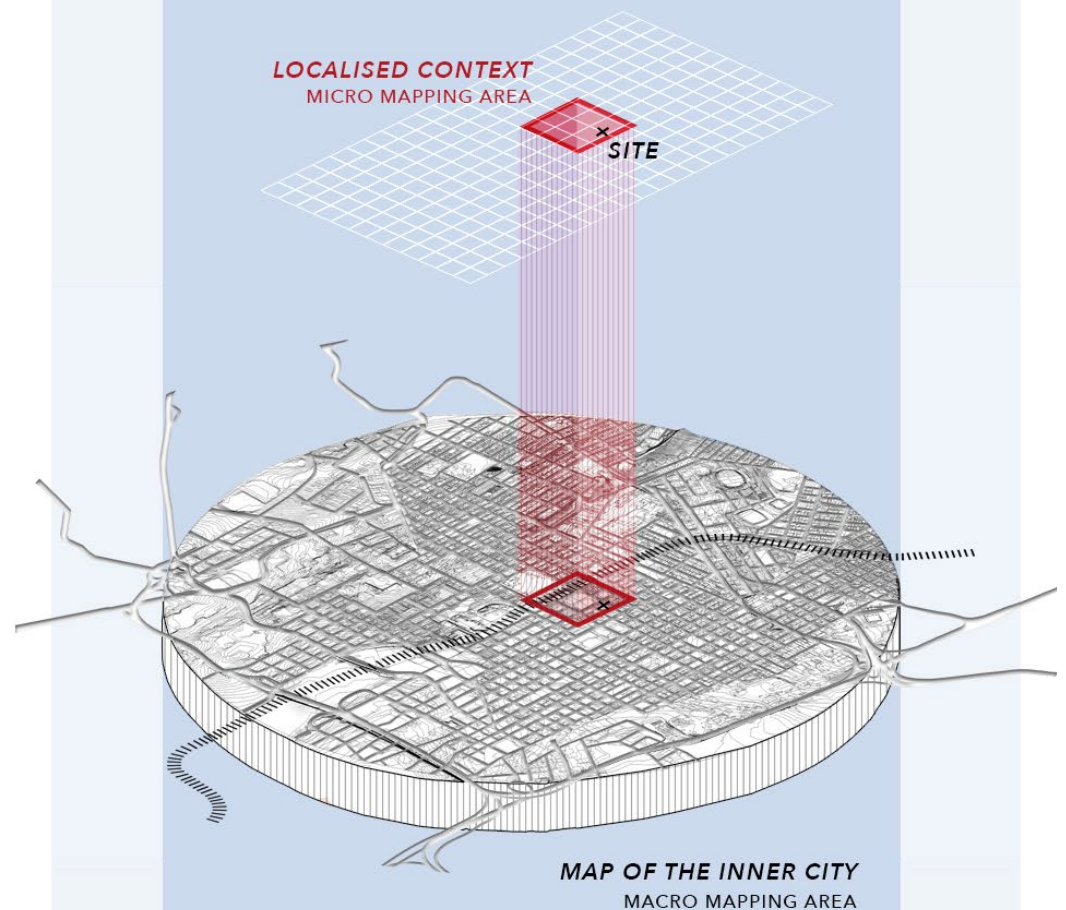 LOCALISED CONTEXT
MICRO MAPPING AREA
SITE
MAP OF THE INNER CITY
MACRO MAPPING AREA